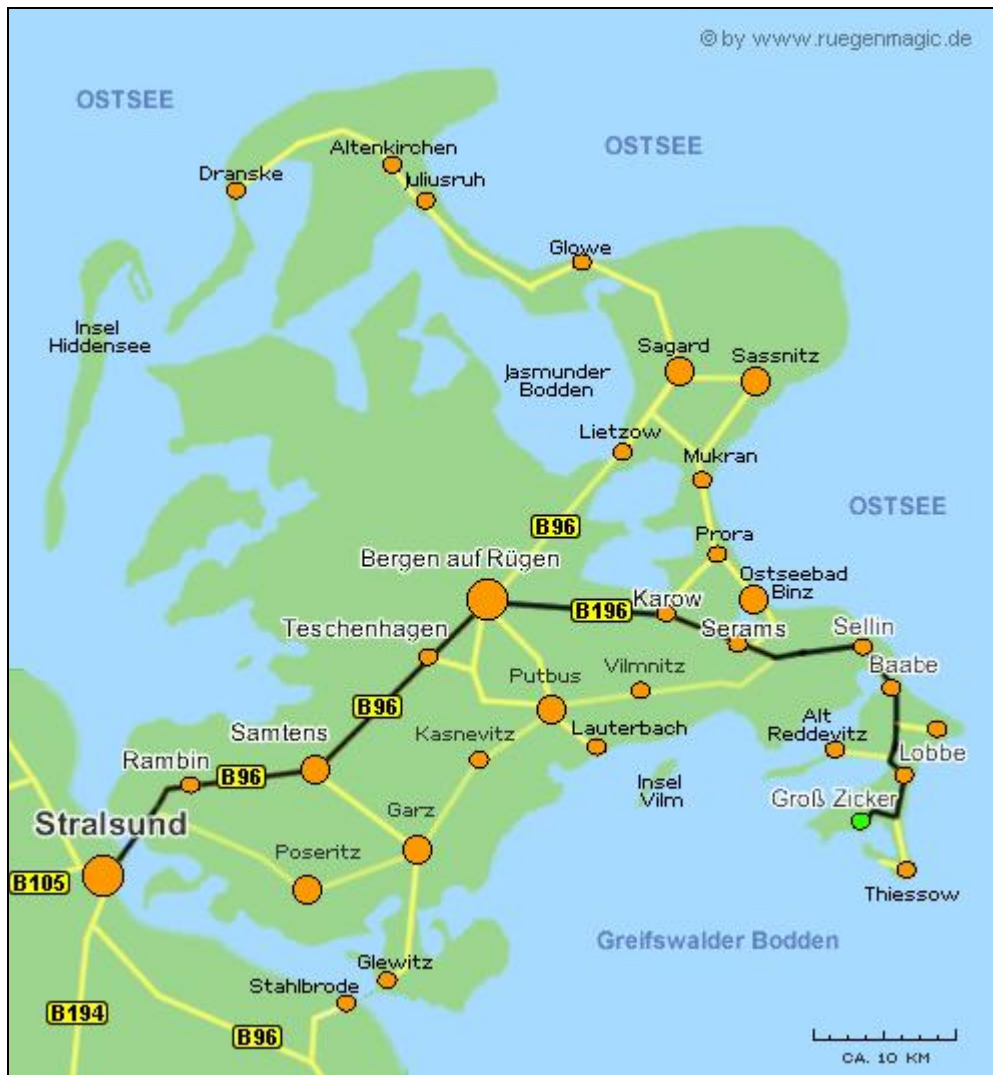 © by www.ruegenmagic.de
OSTSEE
OSTSEE
Altenkirchen
Dranske
Juliusruh
Glowe
Insel
Hiddensee
Sagard
Sassnitz
Jasmunder
Bodden
Lietzow
Mukran
OSTSEE
B96
Prora
Bergen auf Rügen
Ostseebad
Binz
B196
Karow
Teschenhagen
Serams
Sellin
Putbus
Vilmnitz
Baabe
B96
Samtens
Kasnevitz
Lauterbach
Alt
Reddevitz
Rambin
B96
Lobbe
Insel
Vilm
Groß Zicker
Stralsund
Garz
Poseritz
B105
Thiessow
Greifswalder Bodden
Glewitz
Stahlbrode
B194
B96
CA. 10 KM